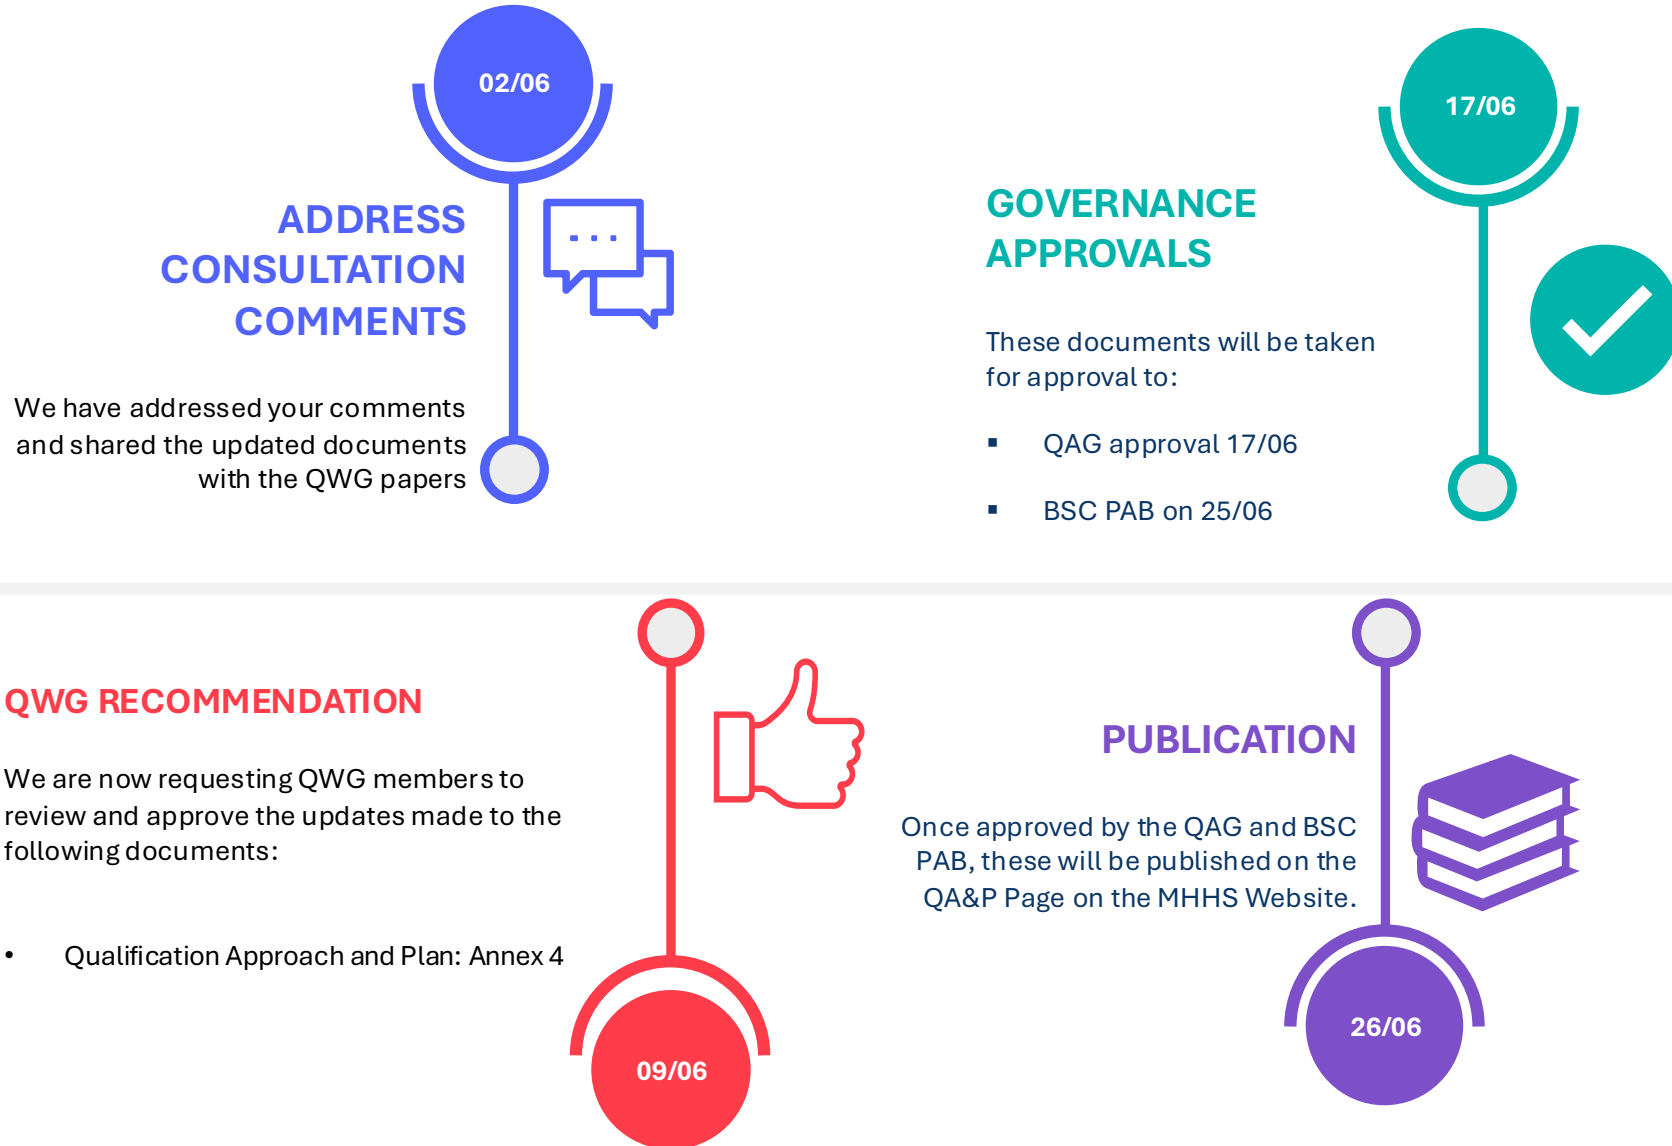 02/06
ADDRESS
CONSULTATION
COMMENTS
We have addressed your comments
and shared the updated documents
with the QWG papers
QWG RECOMMENDATION
We are now requesting QWG members to
review and approve the updates made to the
following documents:
• Qualification Approach and Plan: Annex 4
09/06
17/06
GOVERNANCE
APPROVALS
These documents will be taken
for approval to:
▪ QAG approval 17/06
▪ BSC PAB on 25/06
PUBLICATION
Once approved by the QAG and BSC
PAB, these will be published on the
QA&P Page on the MHHS Website.
26/06